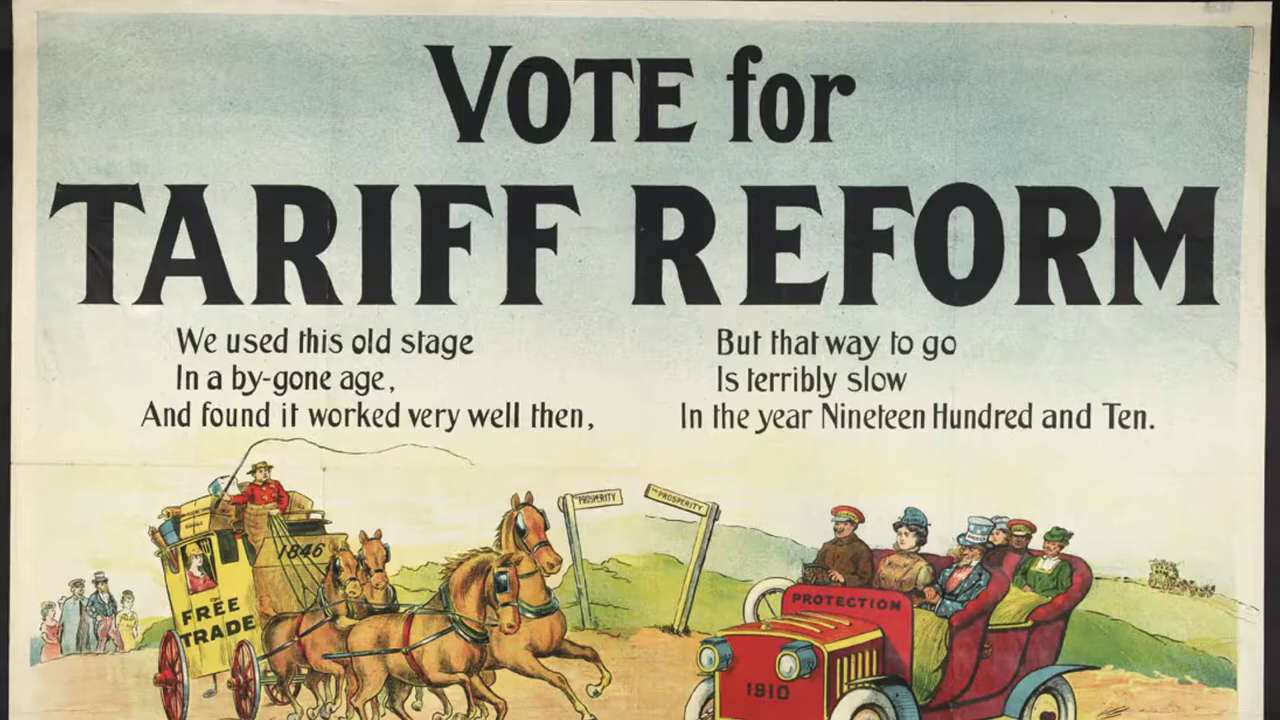 VOTE for
TARIFF REFORM
We used this old stage
In a by-gone age,
And found it worked very well then,
But that way to go
Is terribly slow
In the year Nineteen Hundred and Ten.
TO PROSPERITY
TO PROSPERITY
1846
FREE
TRADE
PROTECTION
1910